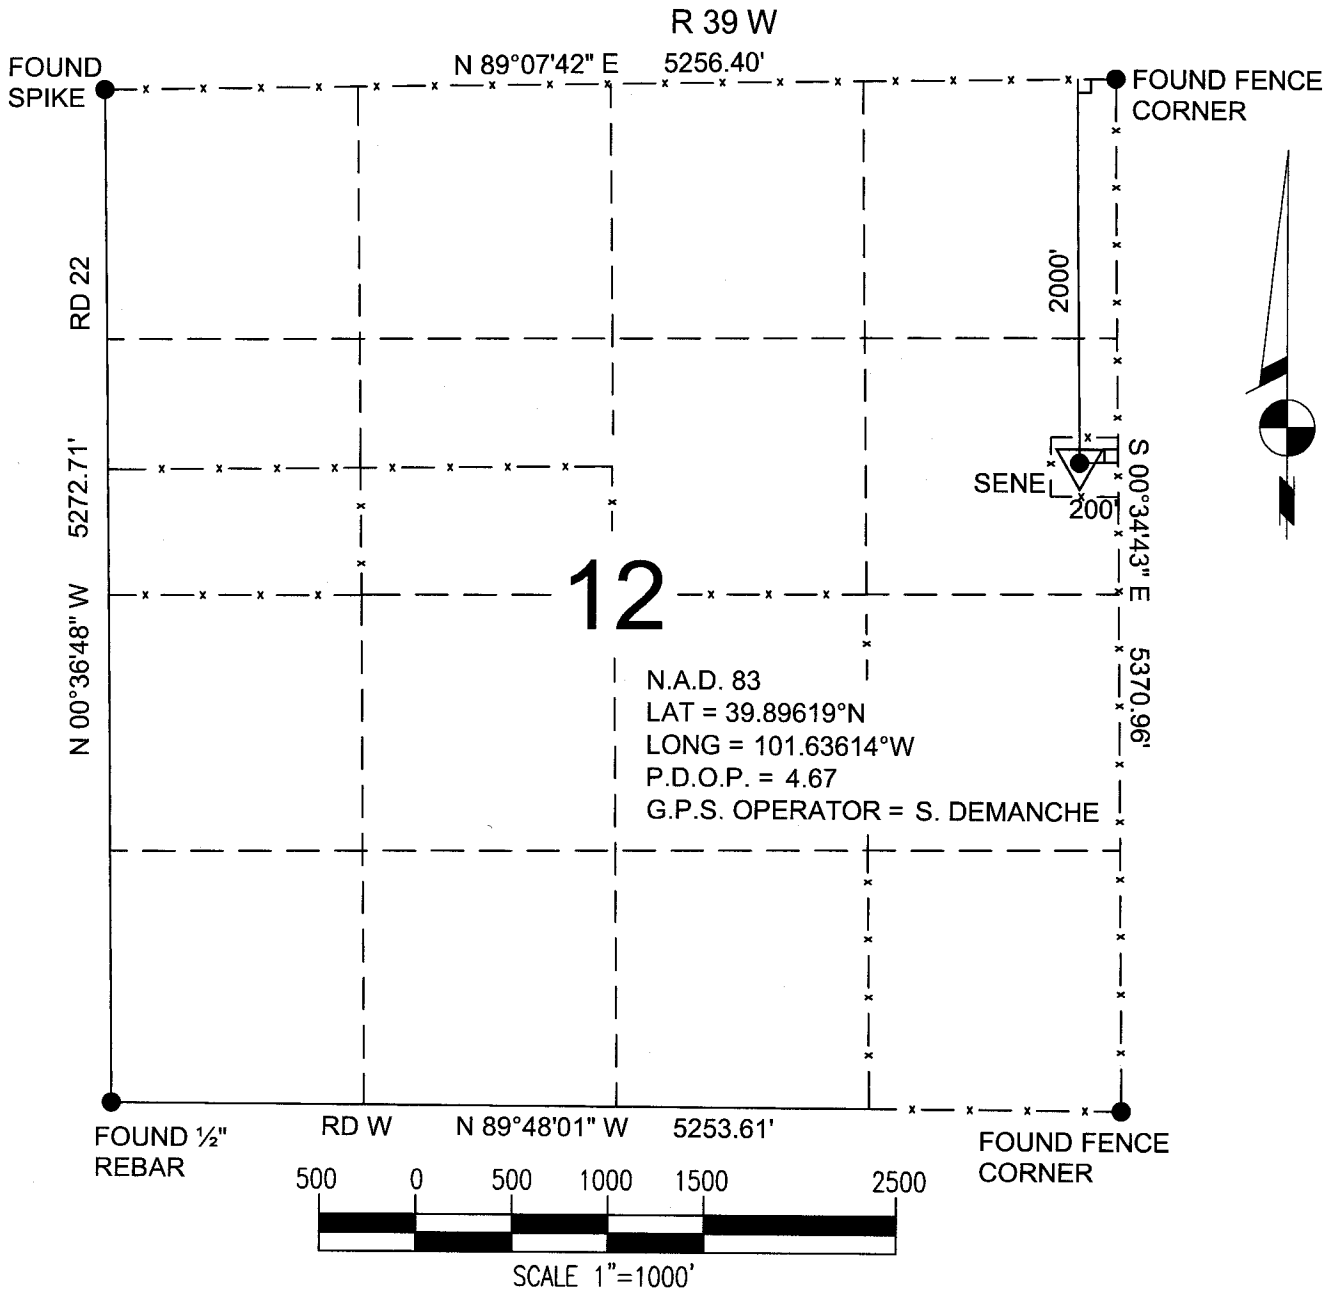 R 39 W
N 89°07'42" E 5256.40'
FOUND
SPIKE
FOUND FENCE
CORNER
RD 22
2000'
N 00°36'48" W 5272.71'
SENE
200'
S 00°34'43" E 5370.96'
12
N.A.D. 83
LAT = 39.89619°N
LONG = 101.63614°W
P.D.O.P. = 4.67
G.P.S. OPERATOR = S. DEMANCHE
FOUND ½"
REBAR
RD W N 89°48'01" W 5253.61'
FOUND FENCE
CORNER
500 0 500 1000 1500 2500
SCALE 1"=1000'